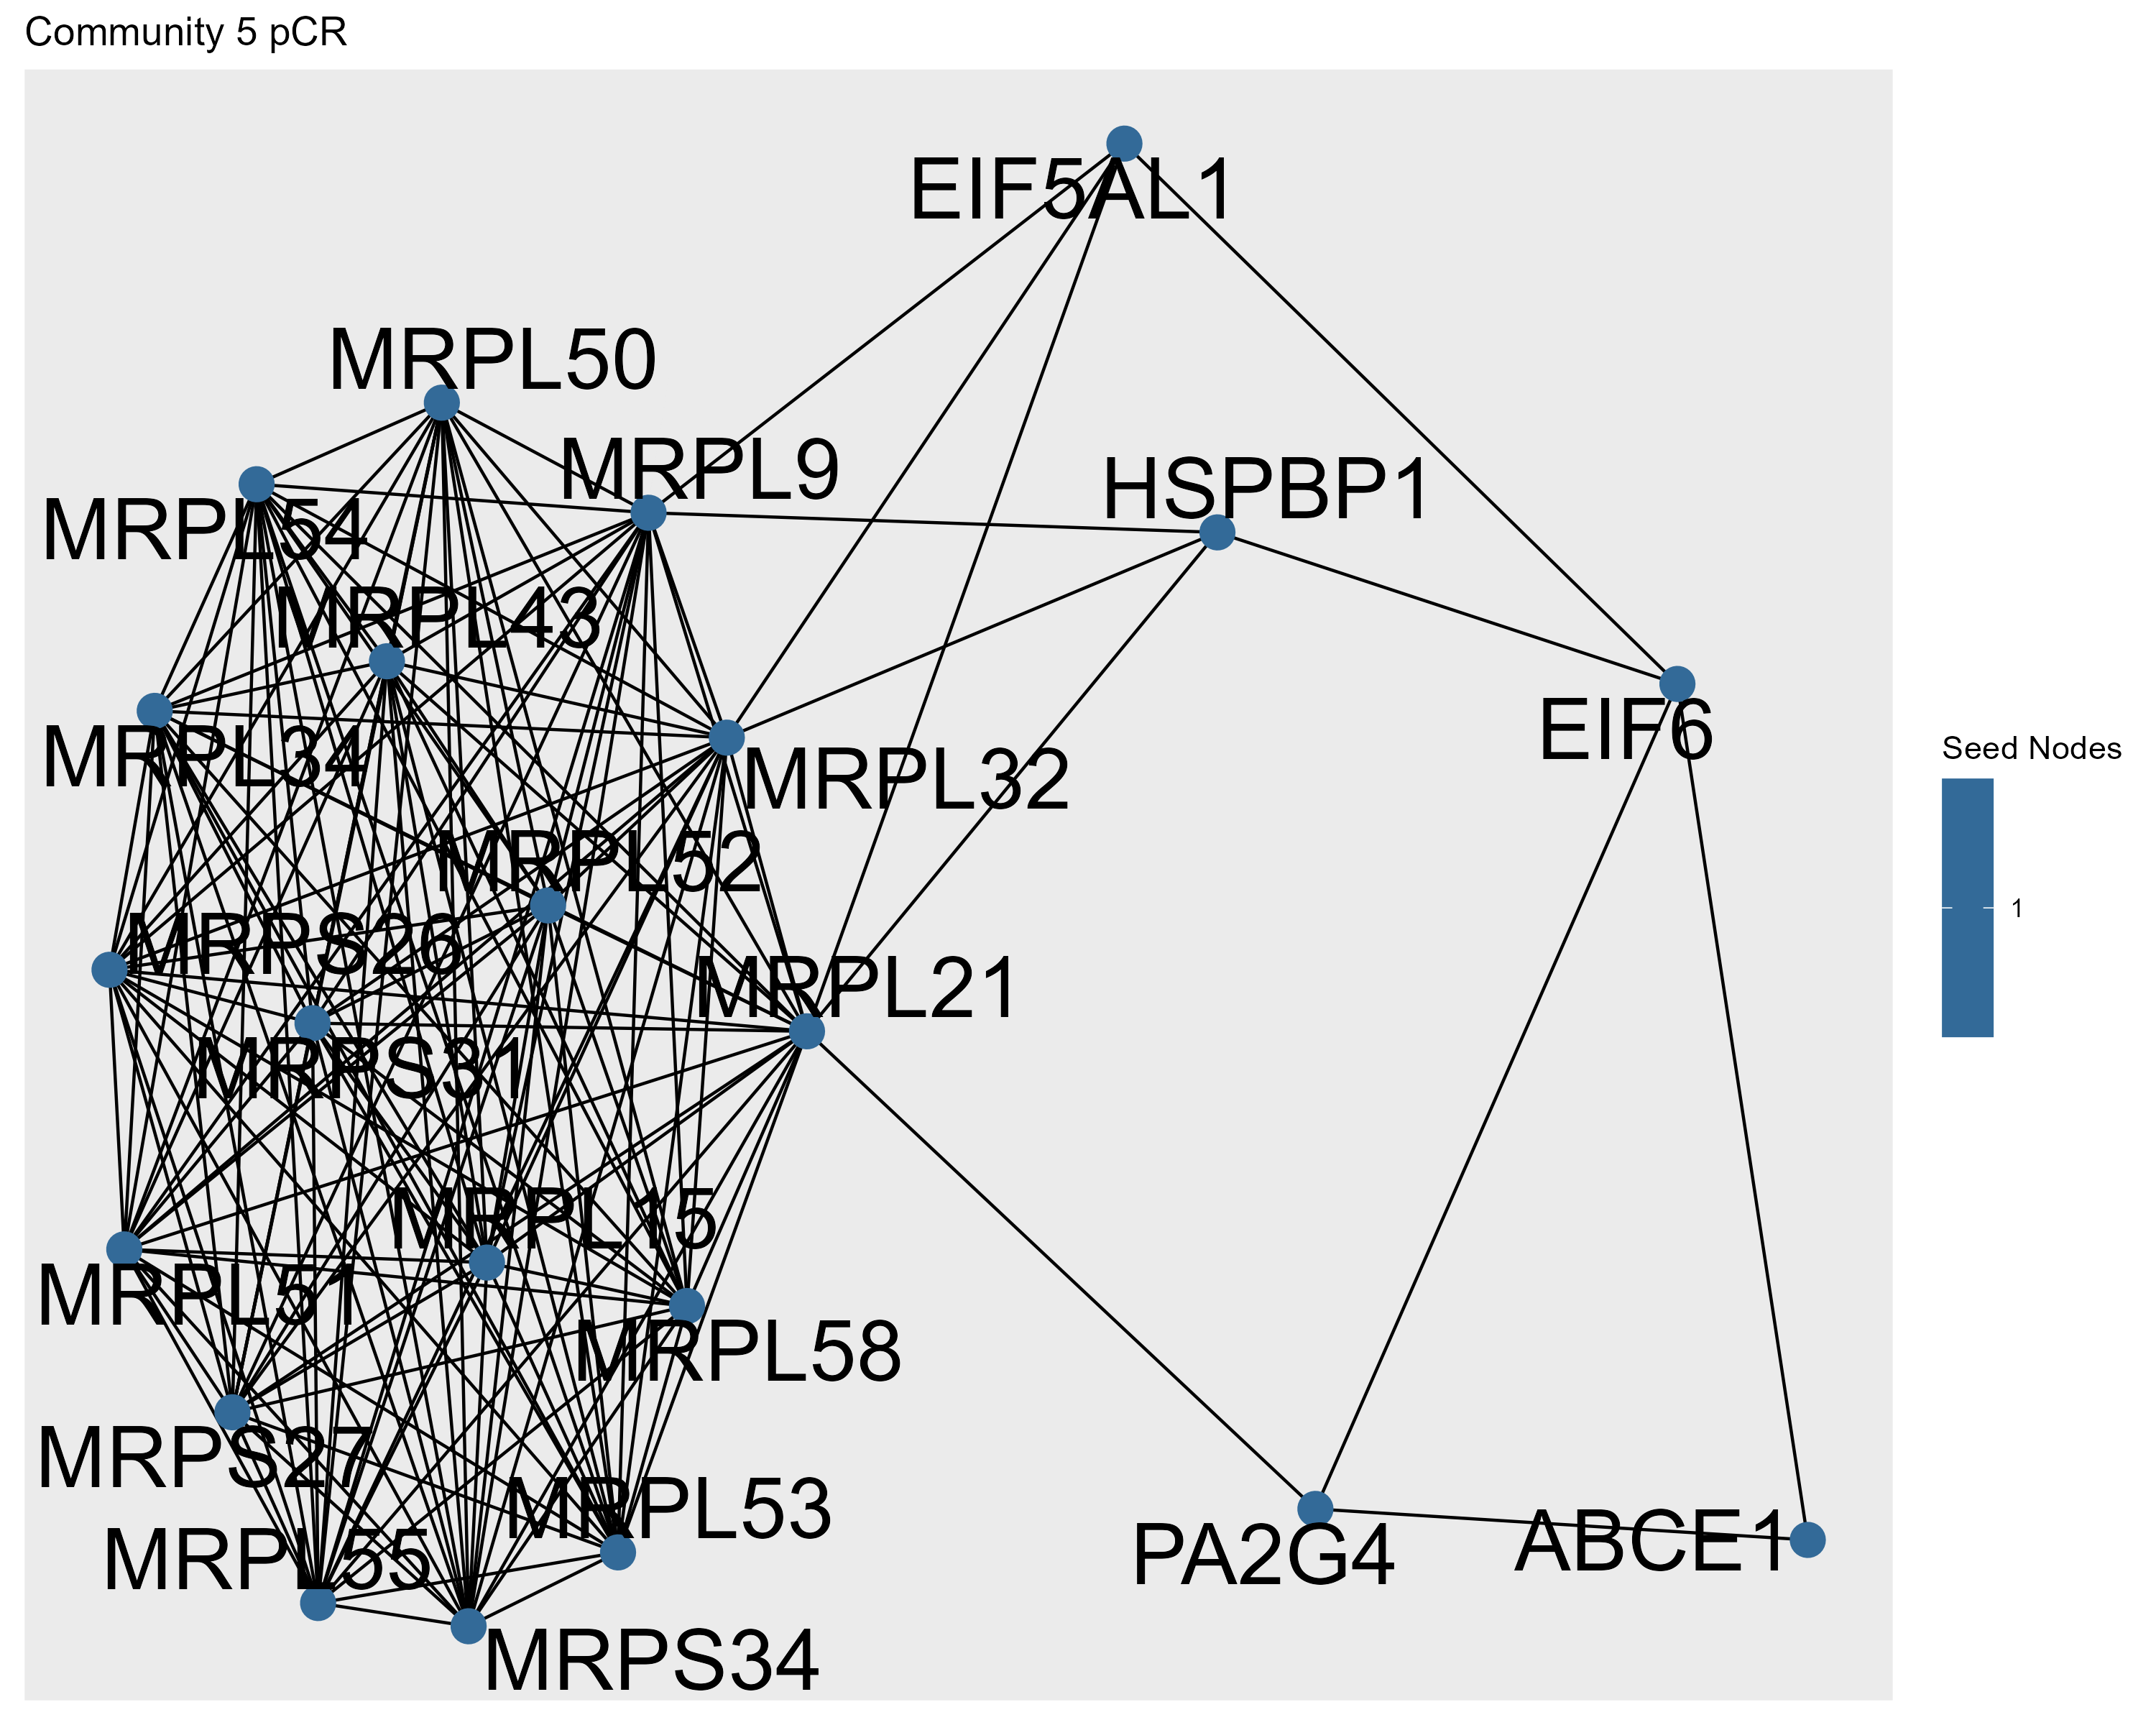 Community 5 pCR
EIF5AL1
MRPL50
MRPL9
HSPBP1
MRPL54
MRPL43
EIF6
MRPL34
MRPL32
Seed Nodes
MRPL52
1
MRPS26
MRPL21
MRPS31
MRPL15
MRPL51
MRPL58
MRPS27
MRPL53
ABCE1
PA2G4
MRPL55
MRPS34